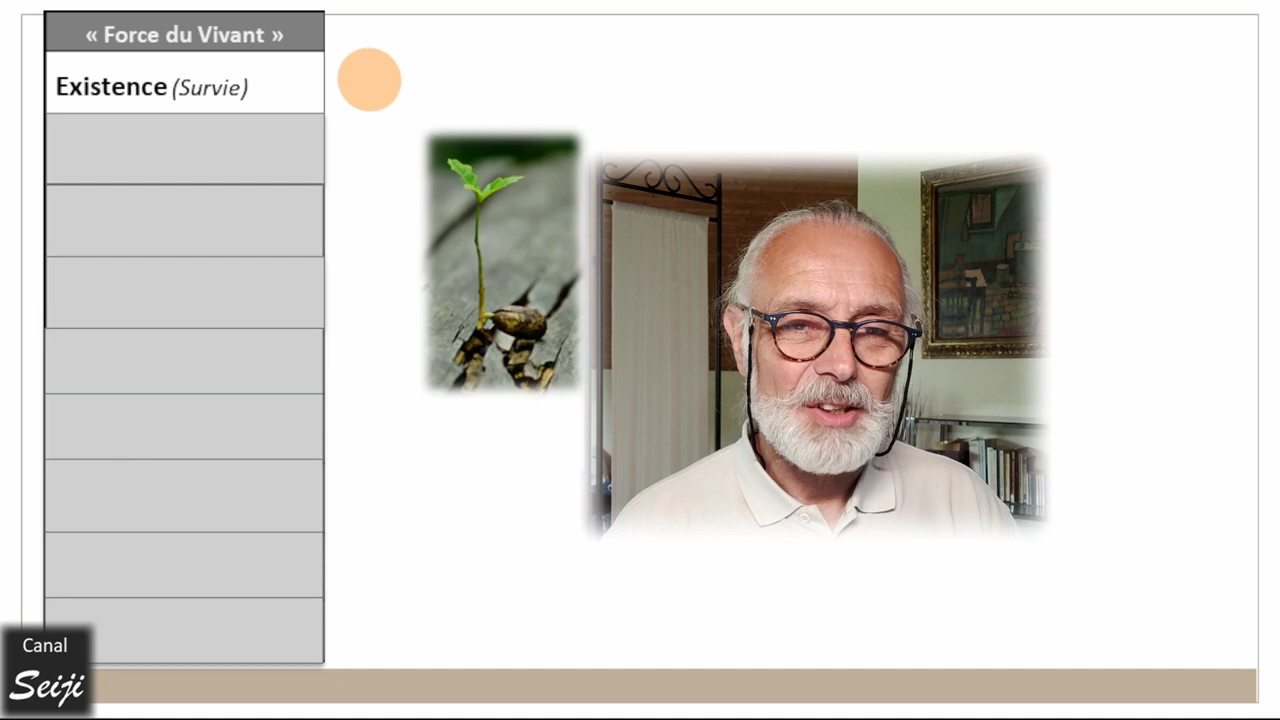 « Force du Vivant »
Existence (Survie)
Canal
Seiji